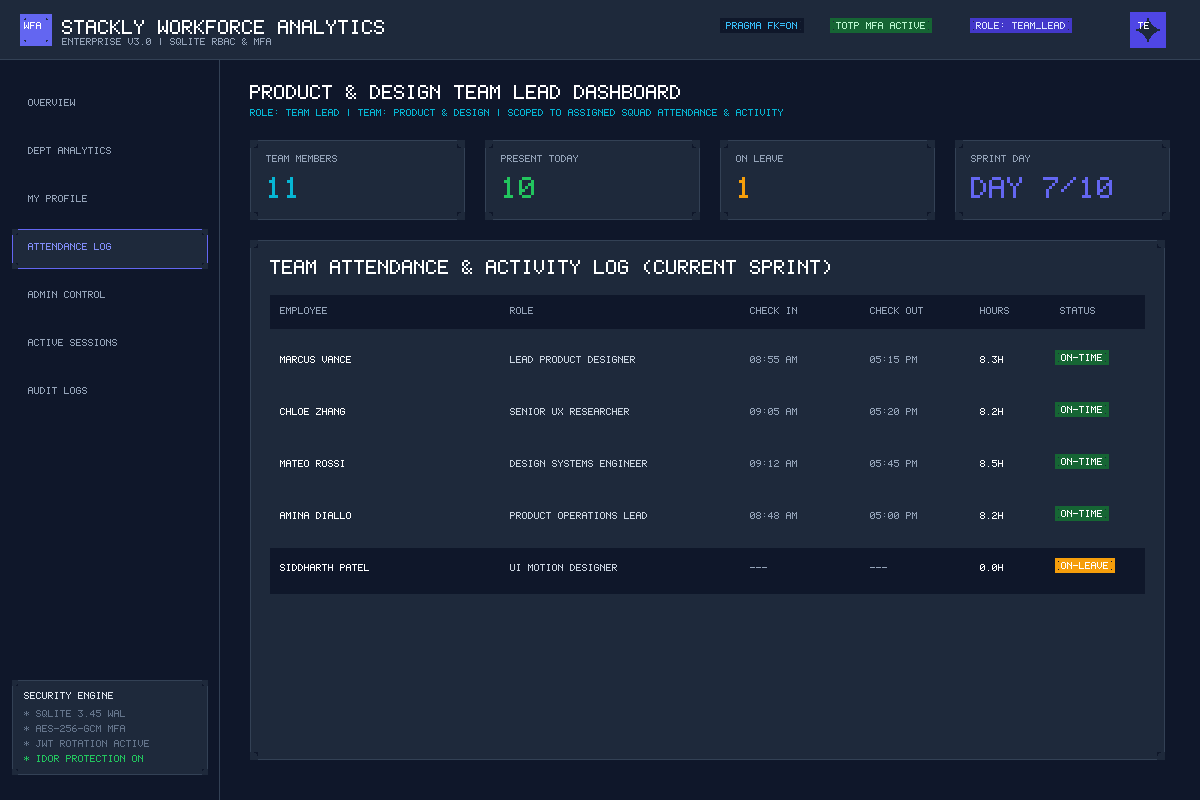 WFA
STACKLY WORKFORCE ANALYTICS
ENTERPRISE V3.0 | SQLITE RBAC & MFA
PRAGMA FK=ON
TOTP MFA ACTIVE
ROLE: TEAM_LEAD
TE
OVERVIEW
DEPT ANALYTICS
MY PROFILE
ATTENDANCE LOG
ADMIN CONTROL
ACTIVE SESSIONS
AUDIT LOGS
SECURITY ENGINE
* SQLITE 3.45 WAL
* AES-256-GCM MFA
* JWT ROTATION ACTIVE
* IDOR PROTECTION ON
PRODUCT & DESIGN TEAM LEAD DASHBOARD
ROLE: TEAM LEAD | TEAM: PRODUCT & DESIGN | SCOPED TO ASSIGNED SQUAD ATTENDANCE & ACTIVITY
TEAM MEMBERS
11
PRESENT TODAY
10
ON LEAVE
1
SPRINT DAY
DAY 7/10
TEAM ATTENDANCE & ACTIVITY LOG (CURRENT SPRINT)
EMPLOYEE ROLE CHECK IN CHECK OUT HOURS STATUS
MARCUS VANCE LEAD PRODUCT DESIGNER 08:55 AM 05:15 PM 8.3H ON-TIME
CHLOE ZHANG SENIOR UX RESEARCHER 09:05 AM 05:20 PM 8.2H ON-TIME
MATEO ROSSI DESIGN SYSTEMS ENGINEER 09:12 AM 05:45 PM 8.5H ON-TIME
AMINA DIALLO PRODUCT OPERATIONS LEAD 08:48 AM 05:00 PM 8.2H ON-TIME
SIDDHARTH PATEL UI MOTION DESIGNER --- --- 0.0H ON-LEAVE